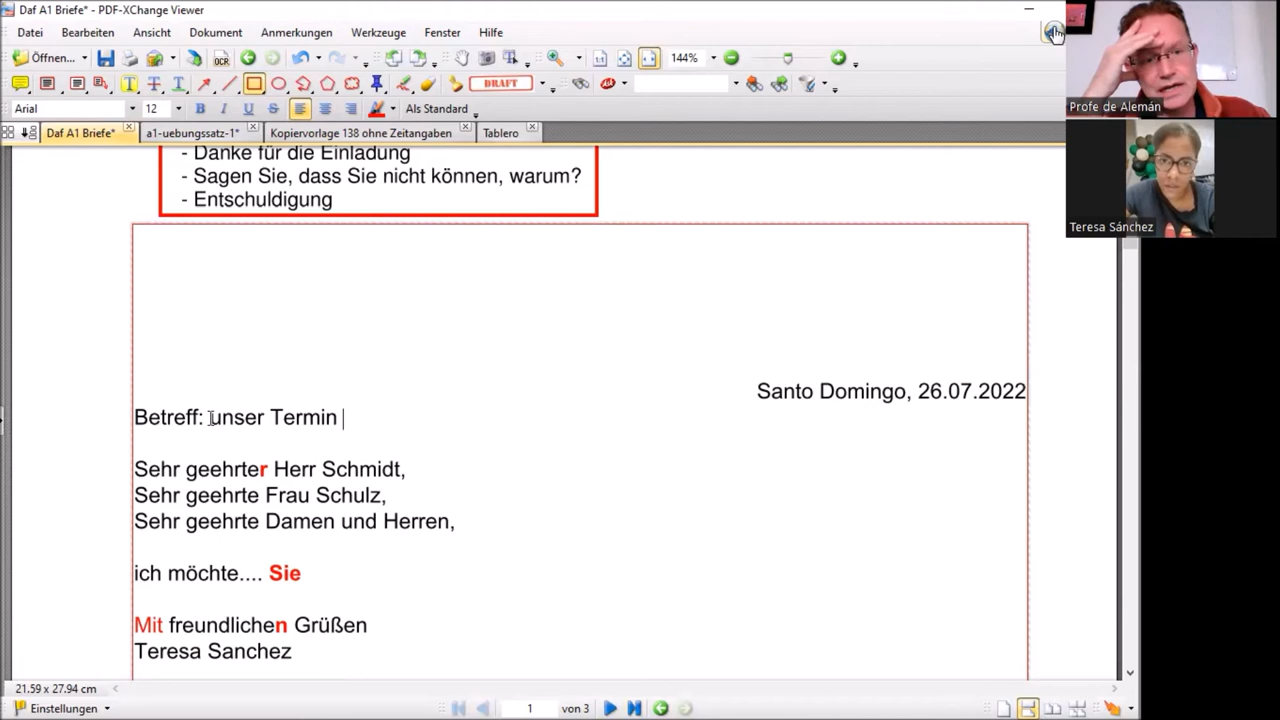 Daf A1 Briefe* - PDF-XChange Viewer
Datei Bearbeiten Ansicht Dokument Anmerkungen Werkzeuge Fenster Hilfe
Öffnen... OCR 1:1 144%
DRAFT
Arial 12 B I U Als Standard
Daf A1 Briefe* a1-uebungssatz-1* Kopiervorlage 138 ohne Zeitangaben Tablero
- Danke für die Einladung
- Sagen Sie, dass Sie nicht können, warum?
- Entschuldigung
Santo Domingo, 26.07.2022
Betreff: unser Termin
Sehr geehrter Herr Schmidt,
Sehr geehrte Frau Schulz,
Sehr geehrte Damen und Herren,
ich möchte.... Sie
Mit freundlichen Grüßen
Teresa Sanchez
21.59 x 27.94 cm
Einstellungen 1 von 3
Profe de Alemán
Teresa Sánchez